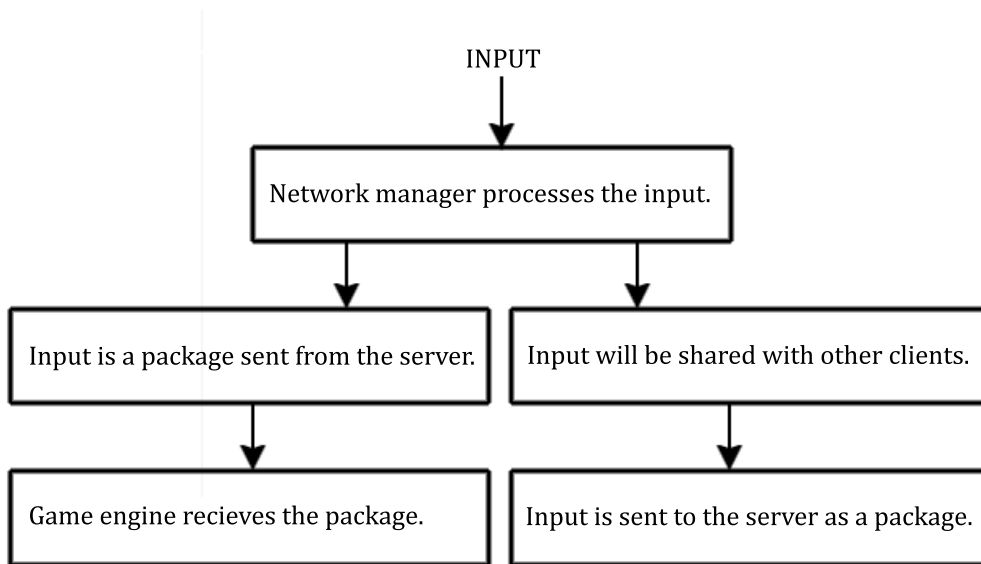 INPUT
Network manager processes the input.
Input is a package sent from the server.
Input will be shared with other clients.
Game engine recieves the package.
Input is sent to the server as a package.